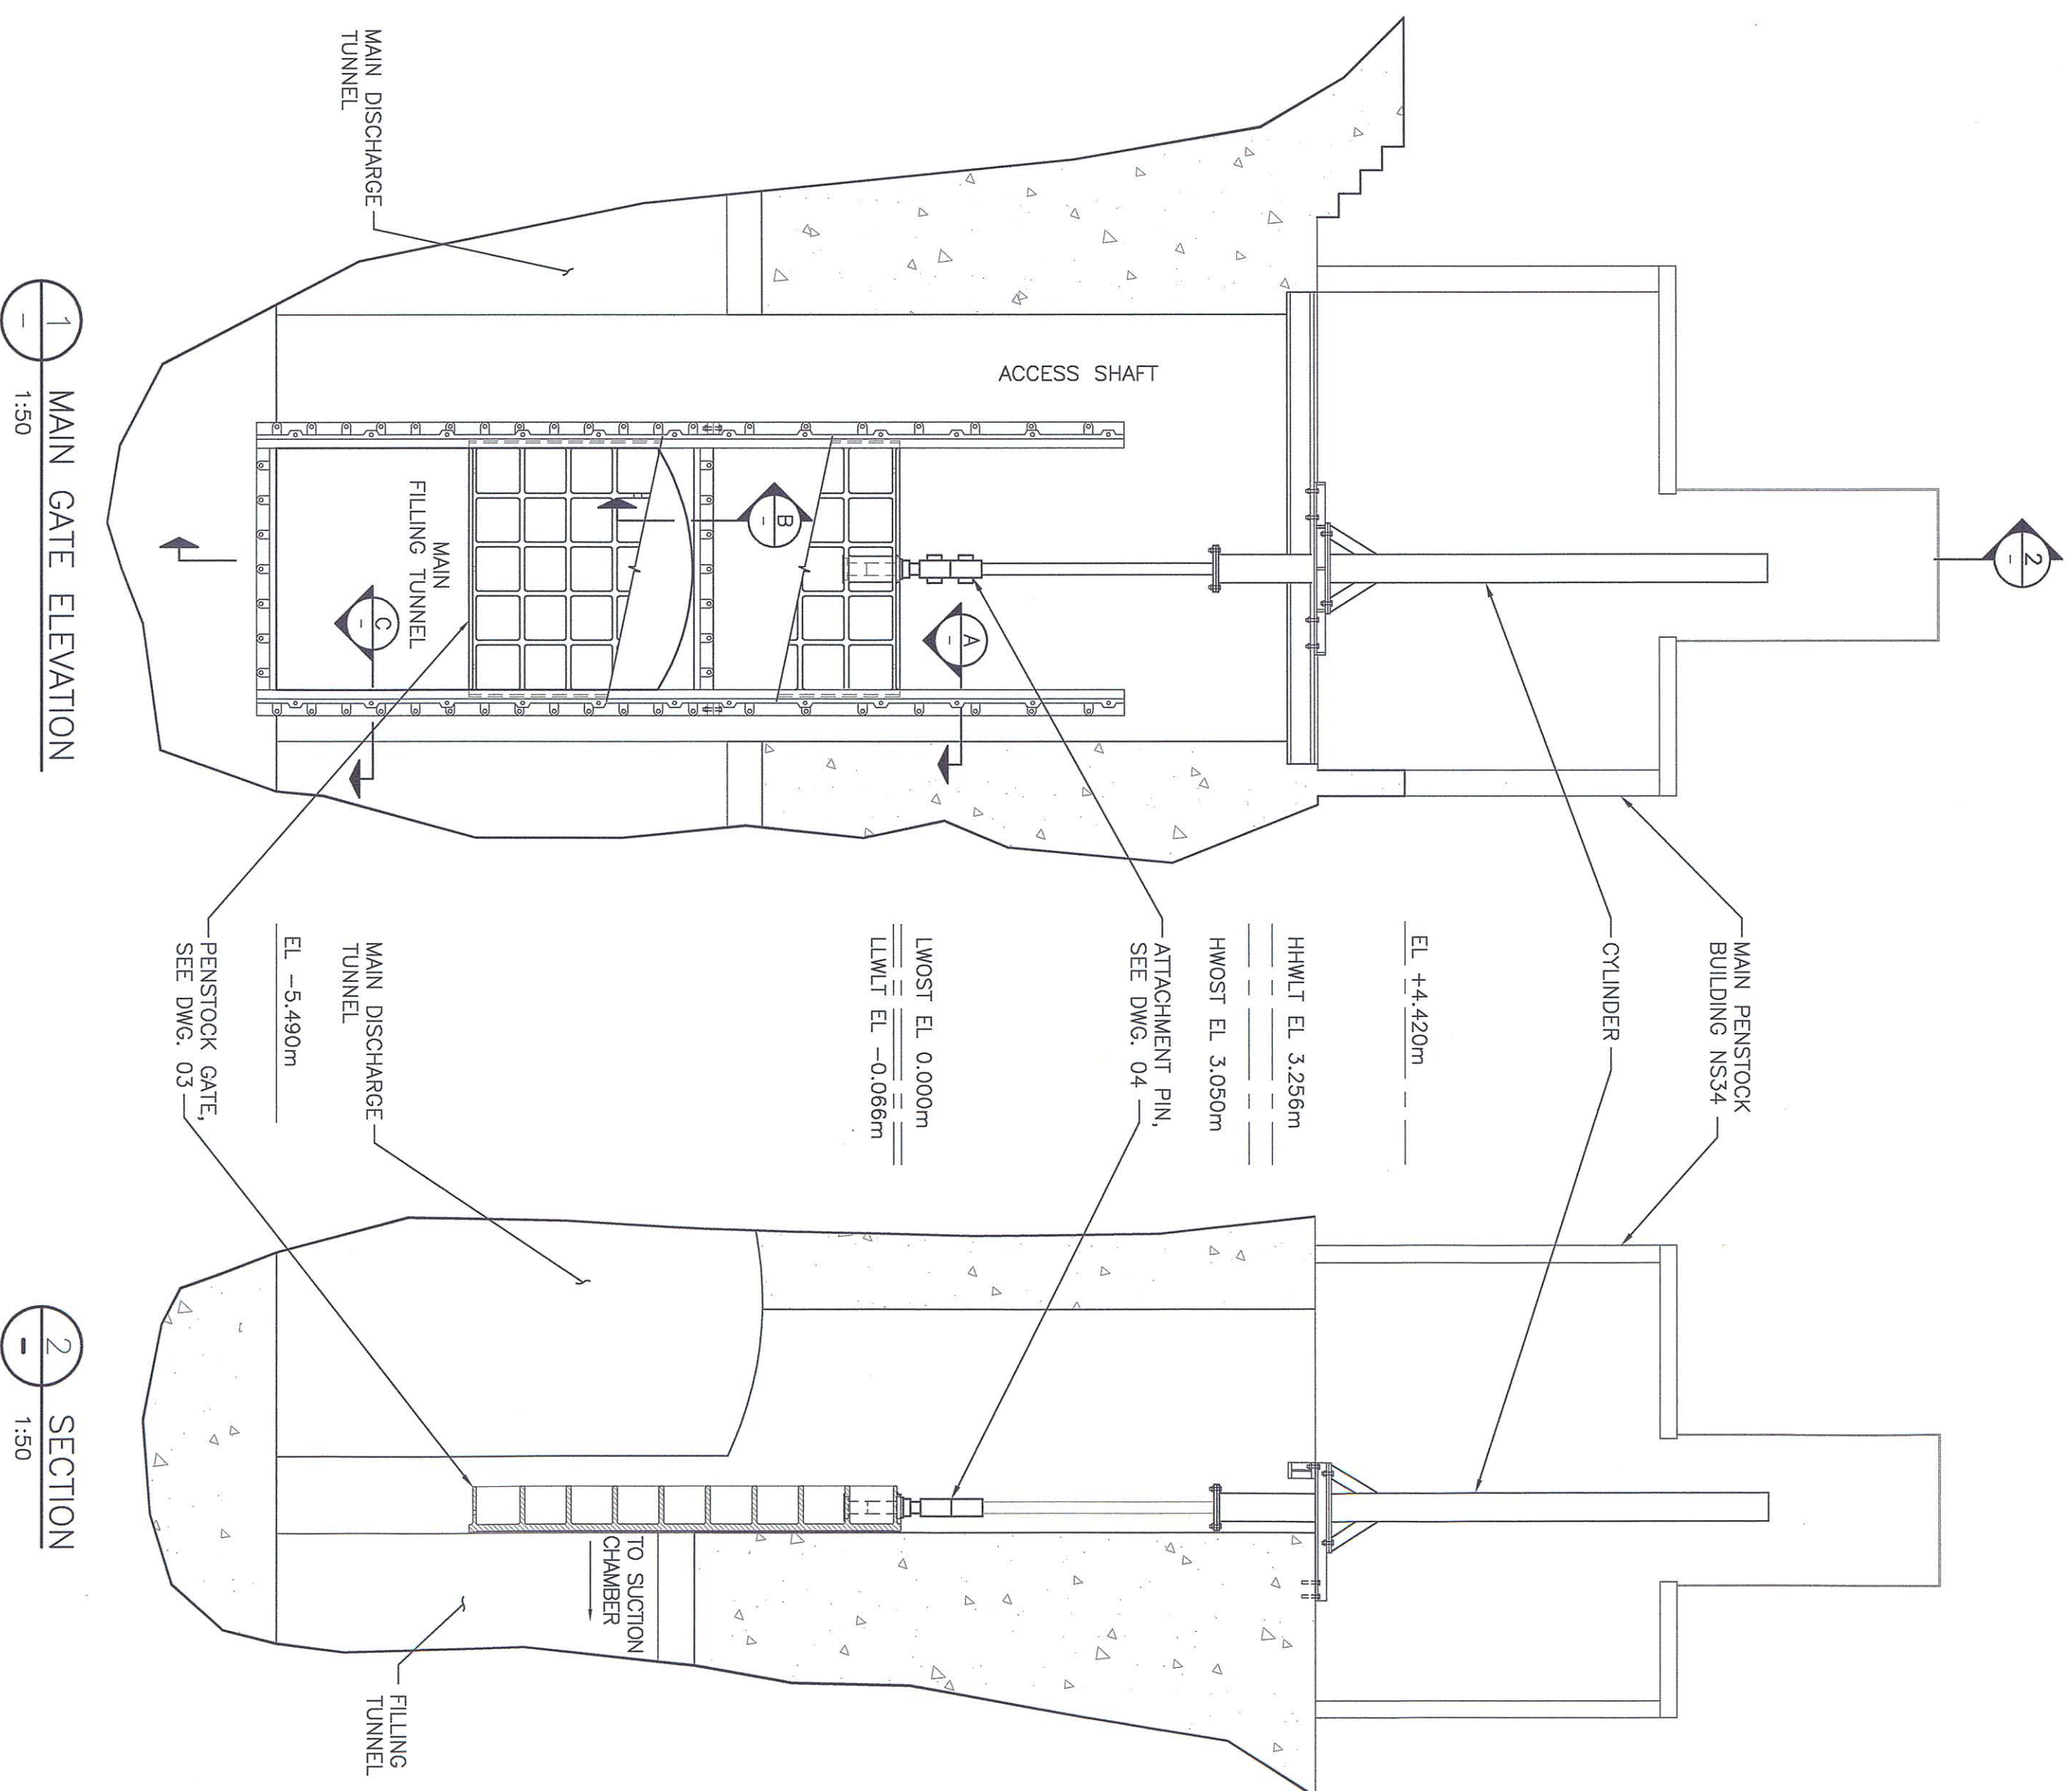 2
-
MAIN PENSTOCK
BUILDING NS34
CYLINDER
EL +4.420m
HHWLT EL 3.256m
HWOST EL 3.050m
ATTACHMENT PIN,
SEE DWG. 04
LWOST EL 0.000m
LLWLT EL -0.066m
MAIN DISCHARGE
TUNNEL
EL -5.490m
PENSTOCK GATE,
SEE DWG. 03
ACCESS SHAFT
A
-
B
-
C
-
MAIN
FILLING TUNNEL
MAIN DISCHARGE
TUNNEL
TO SUCTION
CHAMBER
FILLING
TUNNEL
1
-
MAIN GATE ELEVATION
1:50
2
-
SECTION
1:50